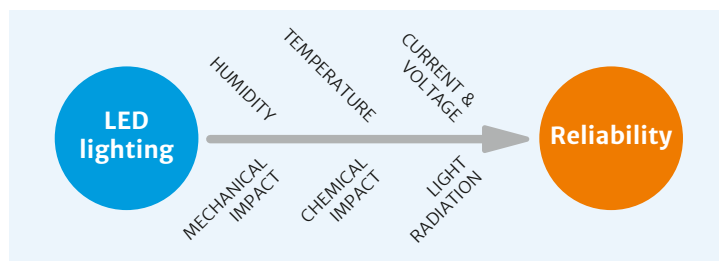 LED
lighting
HUMIDITY
TEMPERATURE
CURRENT &
VOLTAGE
MECHANICAL
IMPACT
CHEMICAL
IMPACT
LIGHT
RADIATION
Reliability